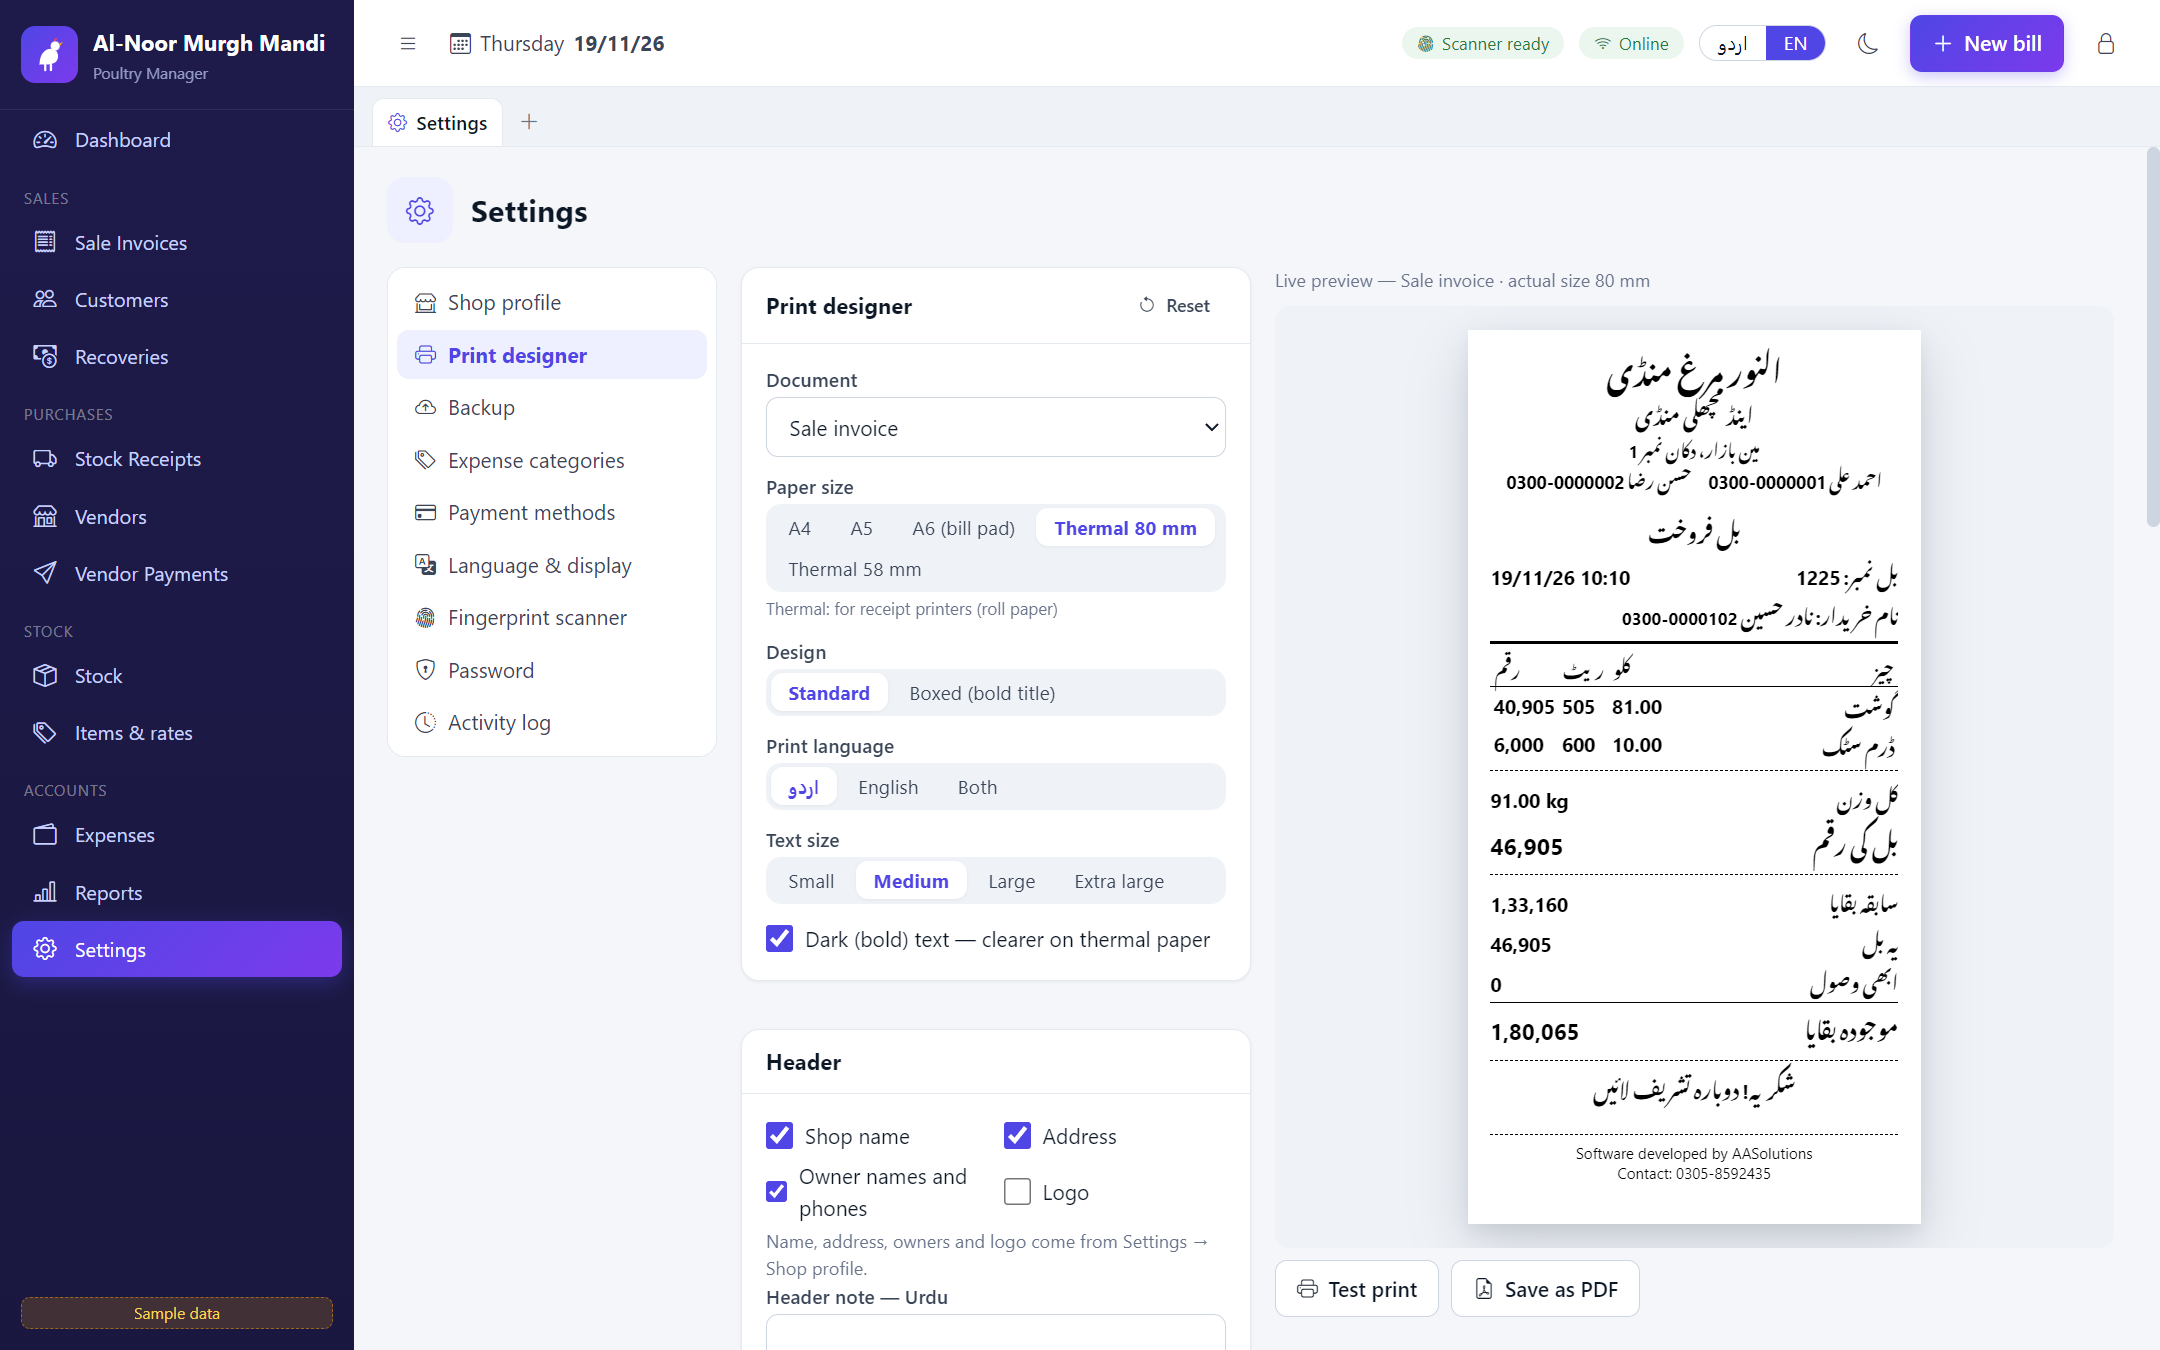 Al-Noor Murgh Mandi
Poultry Manager
Dashboard
SALES
Sale Invoices
Customers
Recoveries
PURCHASES
Stock Receipts
Vendors
Vendor Payments
STOCK
Stock
Items & rates
ACCOUNTS
Expenses
Reports
Settings
Sample data
Thursday 19/11/26
Scanner ready
Online
اردو
EN
+ New bill
Settings
Settings
Shop profile
Print designer
Backup
Expense categories
Payment methods
Language & display
Fingerprint scanner
Password
Activity log
Print designer
Reset
Document
Sale invoice
Paper size
A4 A5 A6 (bill pad) Thermal 80 mm
Thermal 58 mm
Thermal: for receipt printers (roll paper)
Design
Standard Boxed (bold title)
Print language
اردو English Both
Text size
Small Medium Large Extra large
Dark (bold) text — clearer on thermal paper
Header
Shop name
Address
Owner names and phones
Logo
Name, address, owners and logo come from Settings →
Shop profile.
Header note — Urdu
Live preview — Sale invoice · actual size 80 mm
النور مرغ منڈی
اینڈ مچھلی منڈی
مین بازار، دکان نمبر 1
احمد علی 0300-0000001 حسن رضا 0300-0000002
بل فروخت
بل نمبر: 1225 19/11/26 10:10
نام خریدار: نادر حسین 0300-0000102
چیز کلو ریٹ رقم
گوشت 81.00 505 40,905
ڈرم سٹک 10.00 600 6,000
کل وزن 91.00 kg
بل کی رقم 46,905
سابقہ بقایا 1,33,160
یہ بل 46,905
ابھی وصول 0
موجودہ بقایا 1,80,065
شکریہ! دوبارہ تشریف لائیں
Software developed by AASolutions
Contact: 0305-8592435
Test print
Save as PDF